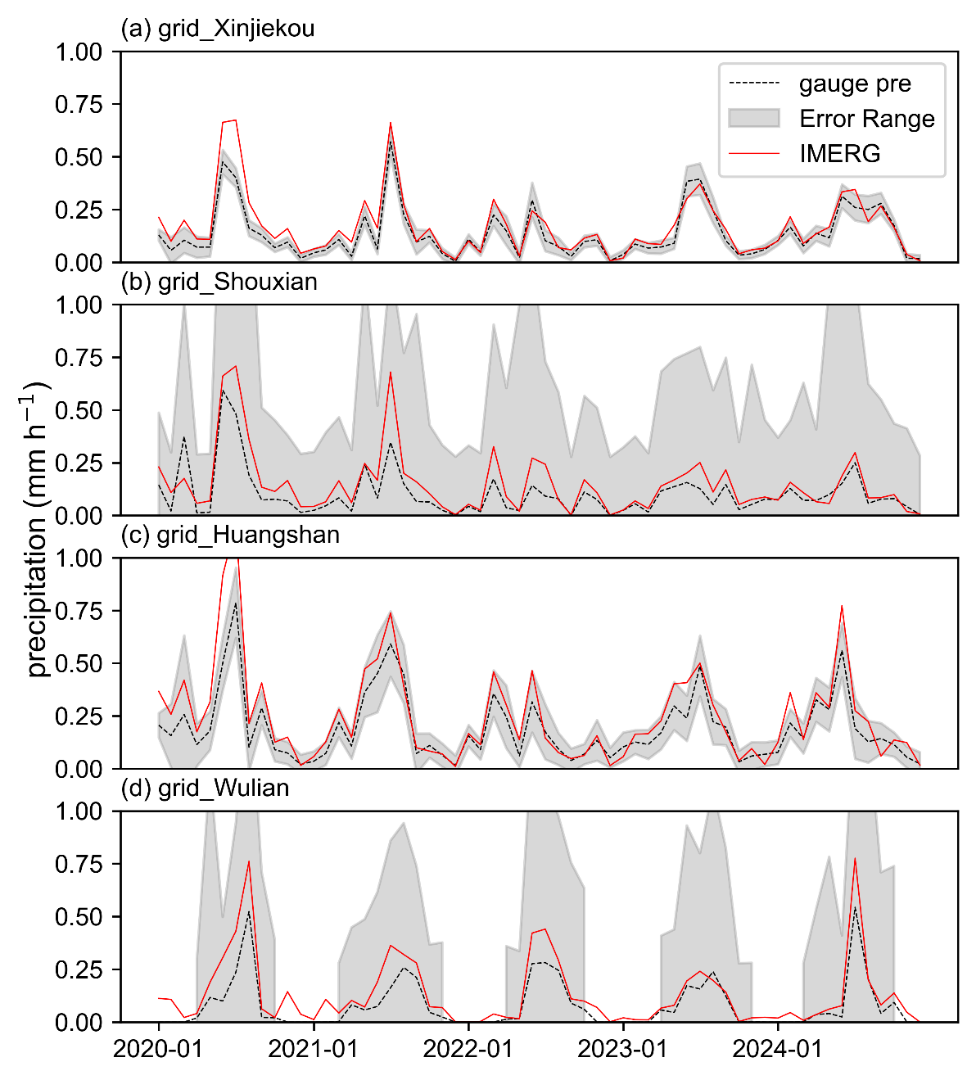 (a) grid_Xinjiekou
1.00
0.75
0.50
0.25
0.00
gauge pre
Error Range
IMERG
(b) grid_Shouxian
1.00
0.75
0.50
0.25
0.00
precipitation (mm h⁻¹)
(c) grid_Huangshan
1.00
0.75
0.50
0.25
0.00
(d) grid_Wulian
1.00
0.75
0.50
0.25
0.00
2020-01 2021-01 2022-01 2023-01 2024-01